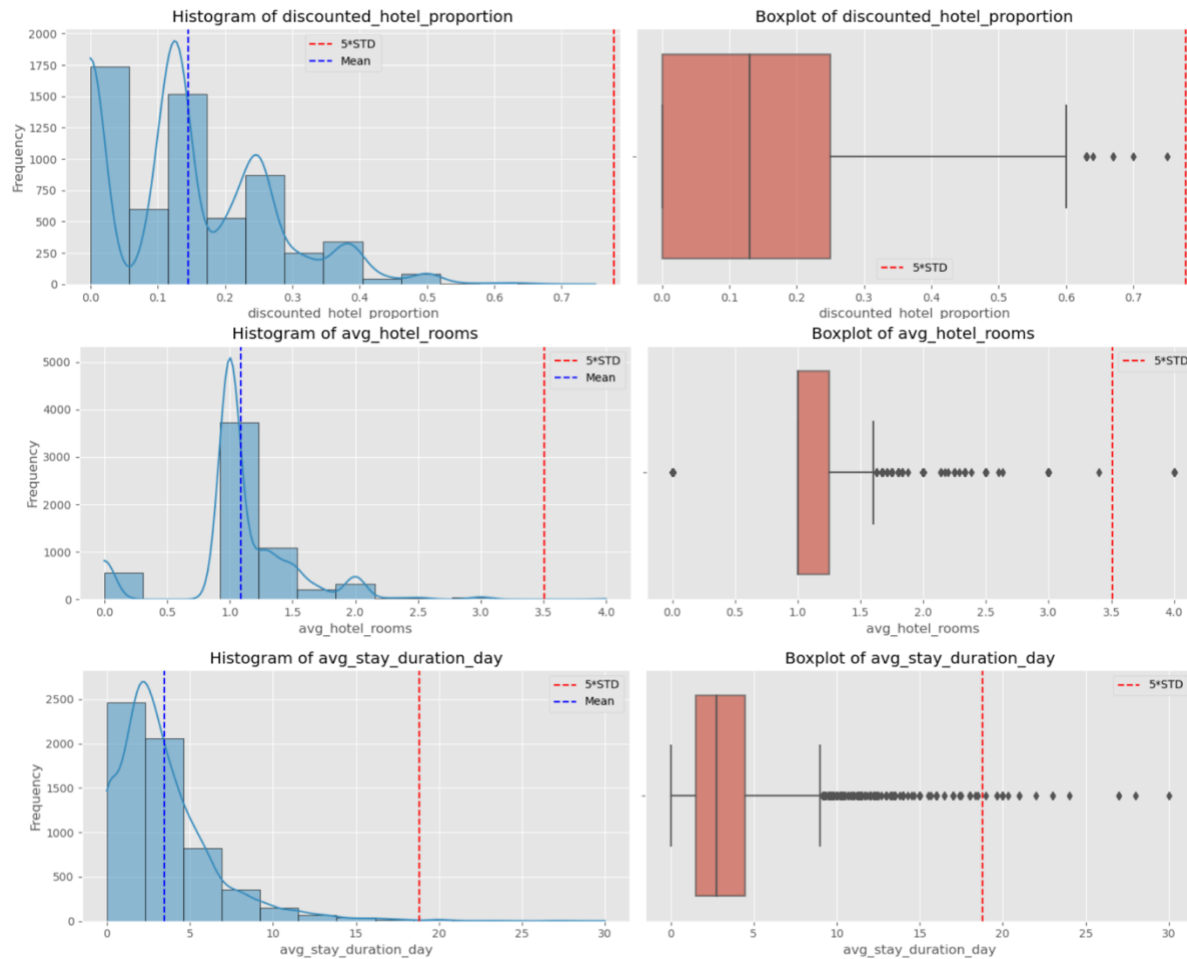 Histogram of discounted_hotel_proportion
Frequency
2000
1750
1500
1250
1000
750
500
250
0
5*STD
Mean
0.0 0.1 0.2 0.3 0.4 0.5 0.6 0.7
discounted_hotel_proportion
Boxplot of discounted_hotel_proportion
5*STD
0.0 0.1 0.2 0.3 0.4 0.5 0.6 0.7
discounted_hotel_proportion
Histogram of avg_hotel_rooms
Frequency
5000
4000
3000
2000
1000
0
5*STD
Mean
0.0 0.5 1.0 1.5 2.0 2.5 3.0 3.5 4.0
avg_hotel_rooms
Boxplot of avg_hotel_rooms
5*STD
0.0 0.5 1.0 1.5 2.0 2.5 3.0 3.5 4.0
avg_hotel_rooms
Histogram of avg_stay_duration_day
Frequency
2500
2000
1500
1000
500
0
5*STD
Mean
0 5 10 15 20 25 30
avg_stay_duration_day
Boxplot of avg_stay_duration_day
5*STD
0 5 10 15 20 25 30
avg_stay_duration_day